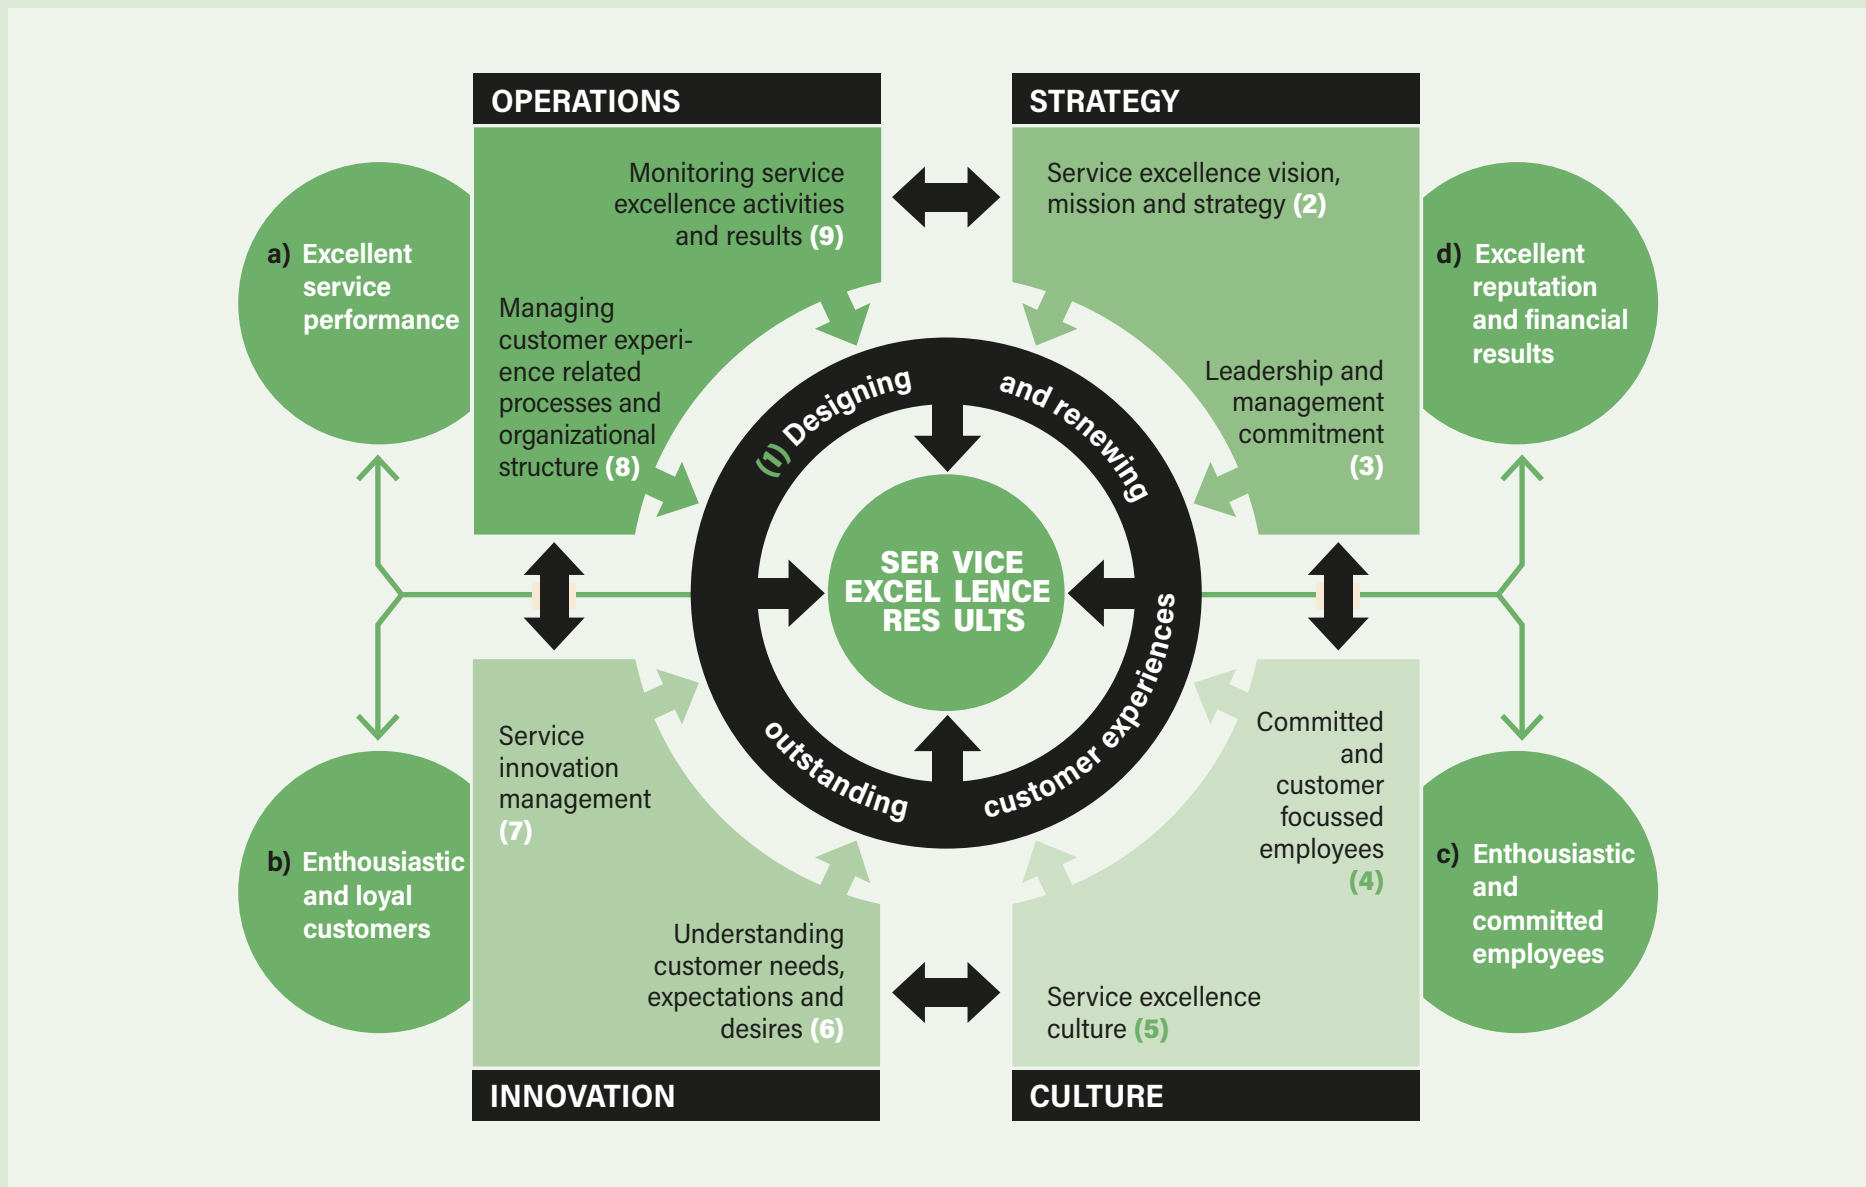 OPERATIONS
Monitoring service
excellence activities
and results (9)
Managing
customer experi-
ence related
processes and
organizational
structure (8)
STRATEGY
Service excellence vision,
mission and strategy (2)
Leadership and
management
commitment
(3)
a) Excellent
service
performance
d) Excellent
reputation
and financial
results
(1) Designing
and renewing
outstanding
customer experiences
SER VICE
EXCEL LENCE
RES ULTS
b) Enthousiastic
and loyal
customers
Service
innovation
management
(7)
Understanding
customer needs,
expectations and
desires (6)
INNOVATION
Committed
and
customer
focussed
employees
(4)
Service excellence
culture (5)
CULTURE
c) Enthousiastic
and
committed
employees